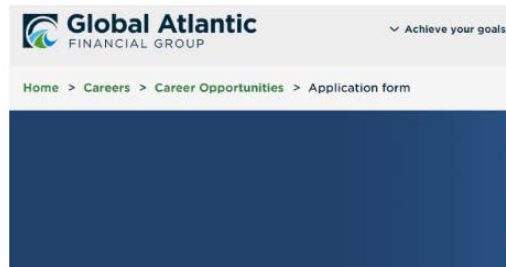 Global Atlantic
FINANCIAL GROUP
Achieve your goals
Home > Careers > Career Opportunities > Application form